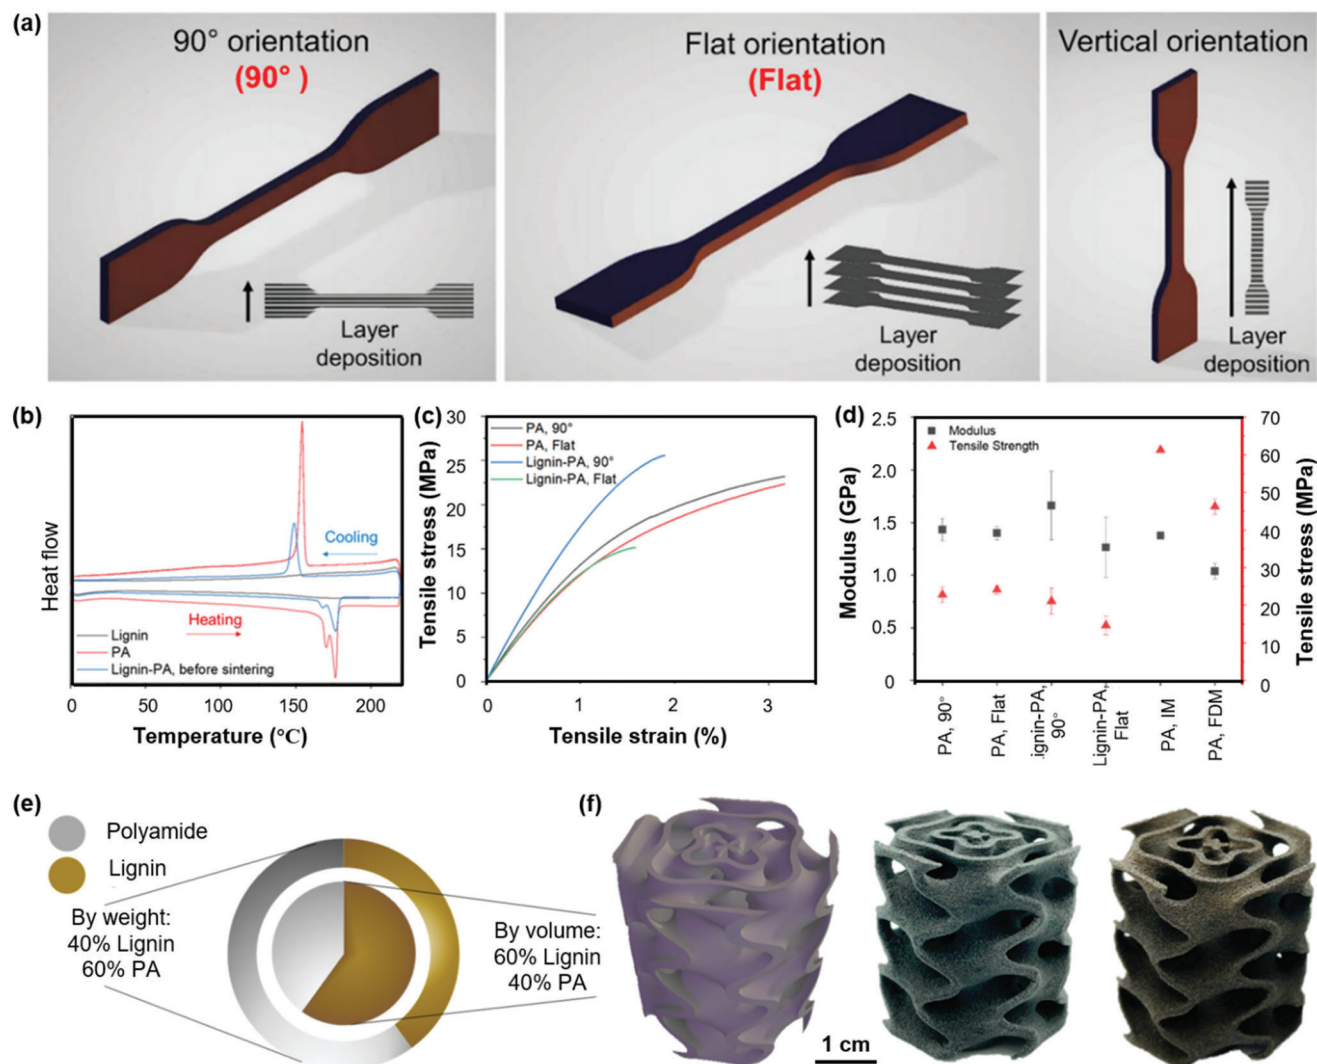 (a)
90° orientation
(90° )
Layer
deposition
Flat orientation
(Flat)
Layer
deposition
Vertical orientation
Layer
deposition
(b)
Heat flow
Cooling
Heating
Lignin
PA
Lignin-PA, before sintering
0
50
100
150
200
Temperature (°C)
(c)
Tensile stress (MPa)
30
25
20
15
10
5
0
PA, 90°
PA, Flat
Lignin-PA, 90°
Lignin-PA, Flat
0
1
2
3
Tensile strain (%)
(d)
Modulus (GPa)
2.5
2.0
1.5
1.0
0.5
0
Modulus
Tensile Strength
70
60
50
40
30
20
10
0
Tensile stress (MPa)
PA, 90°
PA, Flat
ignin-PA,
90°
Lignin-PA,
Flat
PA, IM
PA, FDM
(e)
Polyamide
Lignin
By weight:
40% Lignin
60% PA
By volume:
60% Lignin
40% PA
(f)
1 cm